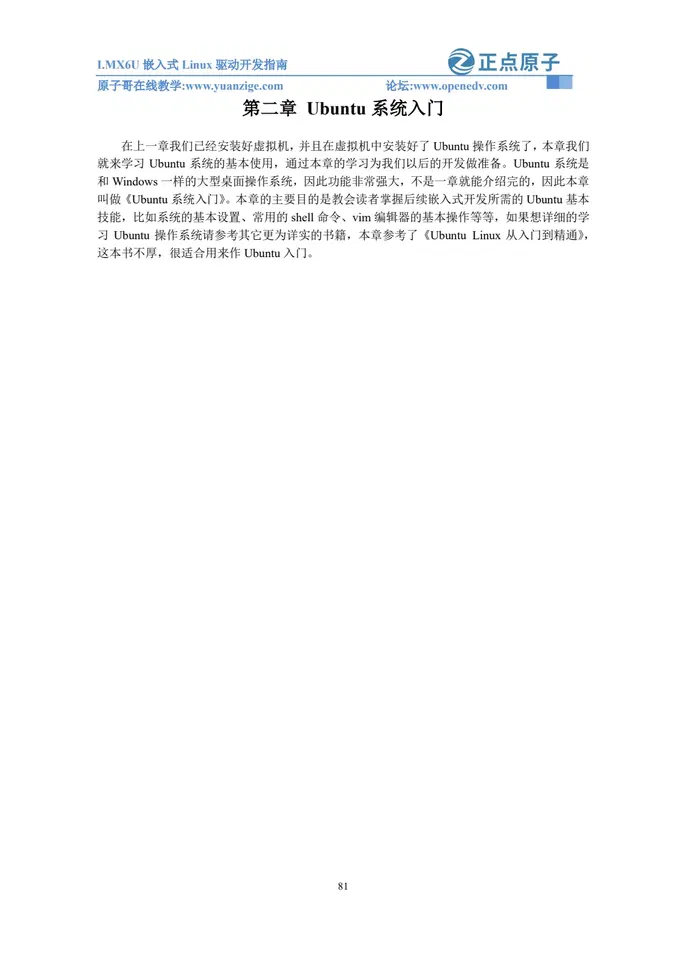 I.MX6U 嵌入式 Linux 驱动开发指南
正点原子
原子哥在线教学:www.yuanzige.com 论坛:www.openedv.com
第二章 Ubuntu 系统入门
在上一章我们已经安装好虚拟机，并且在虚拟机中安装好了 Ubuntu 操作系统了，本章我们
就来学习 Ubuntu 系统的基本使用，通过本章的学习为我们以后的开发做准备。Ubuntu 系统是
和 Windows 一样的大型桌面操作系统，因此功能非常强大，不是一章就能介绍完的，因此本章
叫做《Ubuntu 系统入门》。本章的主要目的是教会读者掌握后续嵌入式开发所需的 Ubuntu 基本
技能，比如系统的基本设置、常用的 shell 命令、vim 编辑器的基本操作等等，如果想详细的学
习 Ubuntu 操作系统请参考其它更为详实的书籍，本章参考了《Ubuntu Linux 从入门到精通》，
这本书不厚，很适合用来作 Ubuntu 入门。
81